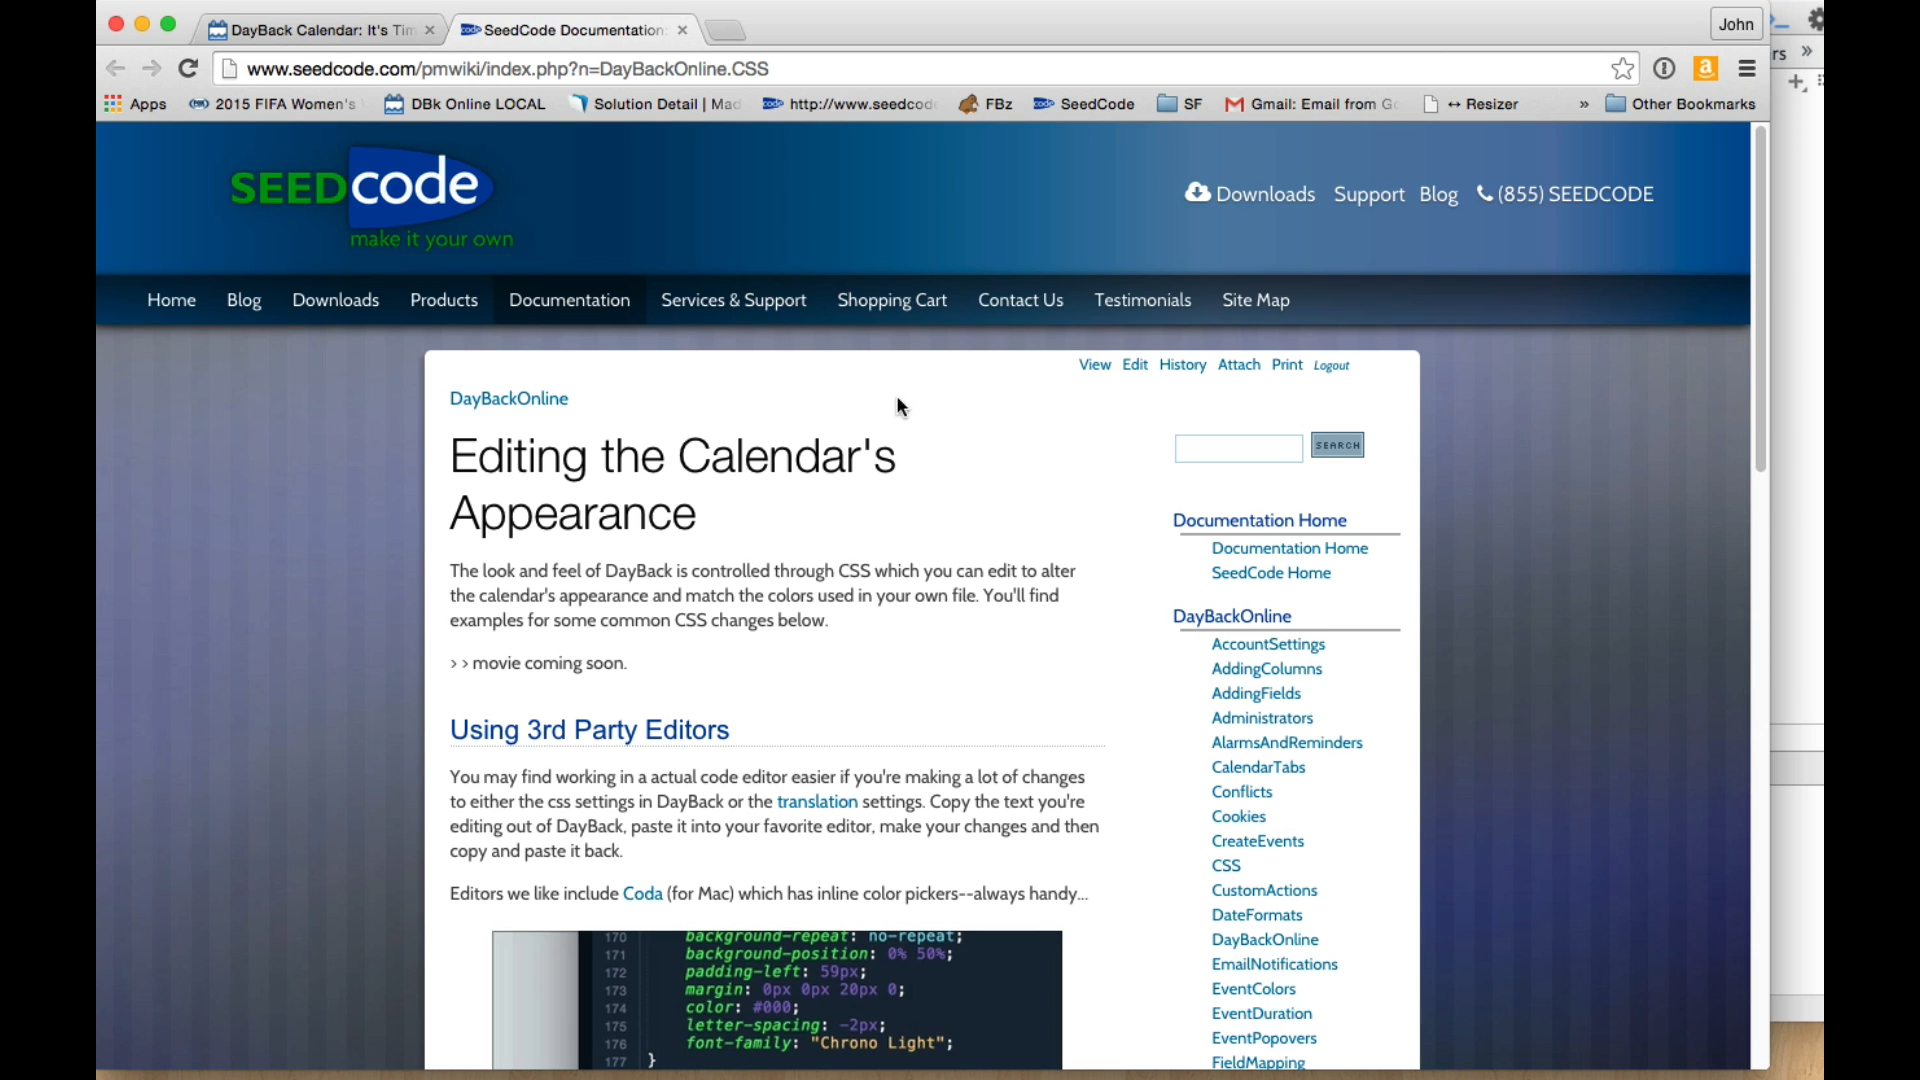 DayBack Calendar: It's Tim
SeedCode Documentation
John
www.seedcode.com/pmwiki/index.php?n=DayBackOnline.CSS
rs »
Apps
2015 FIFA Women's
DBk Online LOCAL
Solution Detail | Mad
http://www.seedcod
FBz
SeedCode
SF
Gmail: Email from Go
↔ Resizer
»
Other Bookmarks
SEEDcode
make it your own
Downloads Support Blog (855) SEEDCODE
Home Blog Downloads Products Documentation Services & Support Shopping Cart Contact Us Testimonials Site Map
View Edit History Attach Print Logout
DayBackOnline
Editing the Calendar's
Appearance
The look and feel of DayBack is controlled through CSS which you can edit to alter
the calendar's appearance and match the colors used in your own file. You'll find
examples for some common CSS changes below.
> > movie coming soon.
Using 3rd Party Editors
You may find working in a actual code editor easier if you're making a lot of changes
to either the css settings in DayBack or the translation settings. Copy the text you're
editing out of DayBack, paste it into your favorite editor, make your changes and then
copy and paste it back.
Editors we like include Coda (for Mac) which has inline color pickers--always handy...
170 background-repeat: no-repeat;
171 background-position: 0% 50%;
172 padding-left: 59px;
173 margin: 0px 0px 20px 0;
174 color: #000;
175 letter-spacing: -2px;
176 font-family: "Chrono Light";
177 }
SEARCH
Documentation Home
Documentation Home
SeedCode Home
DayBackOnline
AccountSettings
AddingColumns
AddingFields
Administrators
AlarmsAndReminders
CalendarTabs
Conflicts
Cookies
CreateEvents
CSS
CustomActions
DateFormats
DayBackOnline
EmailNotifications
EventColors
EventDuration
EventPopovers
FieldMapping